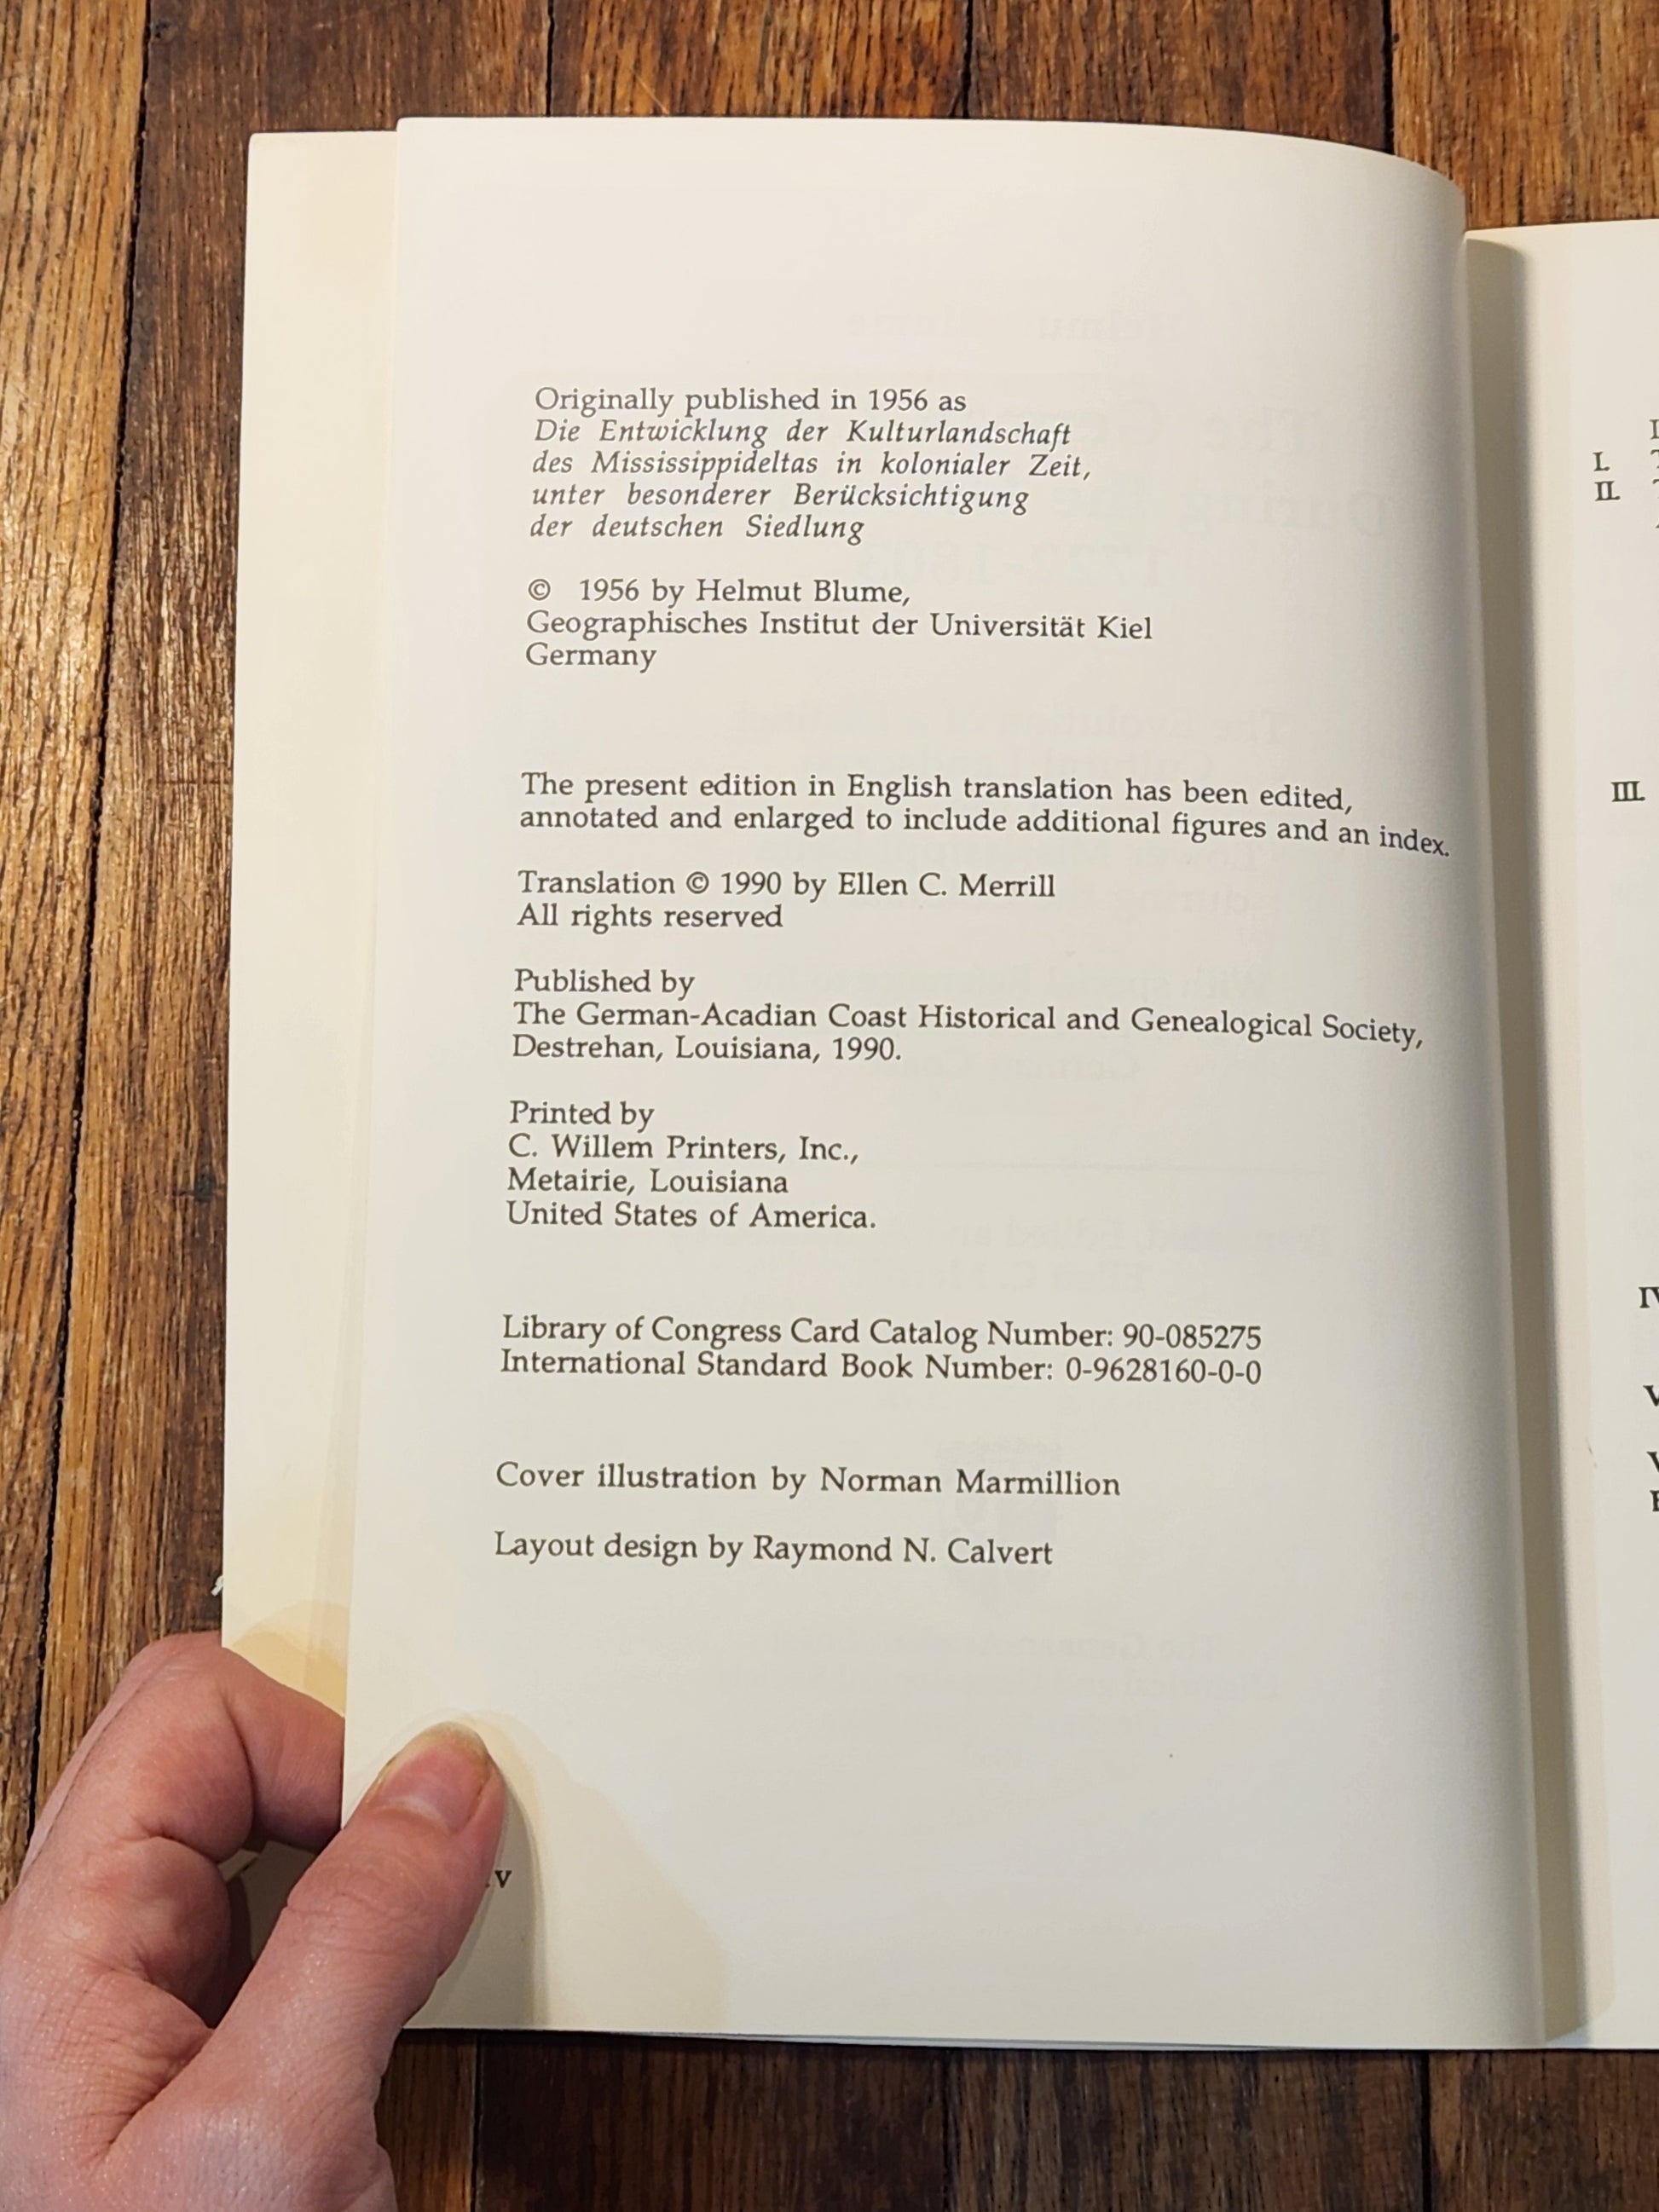 Originally published in 1956 as
Die Entwicklung der Kulturlandschaft
des Mississippideltas in kolonialer Zeit,
unter besonderer Berücksichtigung
der deutschen Siedlung
© 1956 by Helmut Blume,
Geographisches Institut der Universität Kiel
Germany
The present edition in English translation has been edited,
annotated and enlarged to include additional figures and an index.
Translation © 1990 by Ellen C. Merrill
All rights reserved
Published by
The German-Acadian Coast Historical and Genealogical Society,
Destrehan, Louisiana, 1990.
Printed by
C. Willem Printers, Inc.,
Metairie, Louisiana
United States of America.
Library of Congress Card Catalog Number: 90-085275
International Standard Book Number: 0-9628160-0-0
Cover illustration by Norman Marmillion
Layout design by Raymond N. Calvert
I.
II.
III.